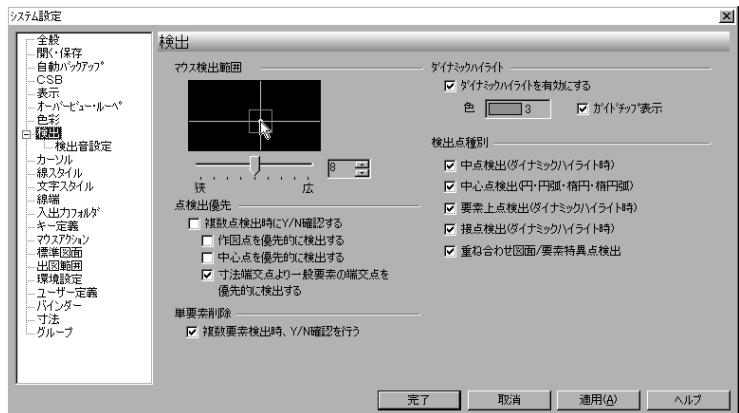 システム設定
全般
開く・保存
自動バックアップ
CSB
表示
オーバービュー・ルーペ
色彩
検出
検出音設定
カーソル
線スタイル
文字スタイル
線端
入出力フォルダ
キー定義
マウスアクション
標準図面
出図範囲
環境設定
ユーザー定義
バインダー
寸法
グループ
検出
マウス検出範囲
8
狭 広
点検出優先
複数点検出時にY/N確認する
作図点を優先的に検出する
中心点を優先的に検出する
寸法端交点より一般要素の端交点を
優先的に検出する
単要素削除
複数要素検出時、Y/N確認を行う
ダイナミックハイライト
ダイナミックハイライトを有効にする
色 3 ガイドチップ表示
検出点種別
中点検出(ダイナミックハイライト時)
中心点検出(円・円弧・楕円・楕円弧)
要素上点検出(ダイナミックハイライト時)
接点検出(ダイナミックハイライト時)
重ね合わせ図面/要素特異点検出
完了 取消 適用(A) ヘルプ